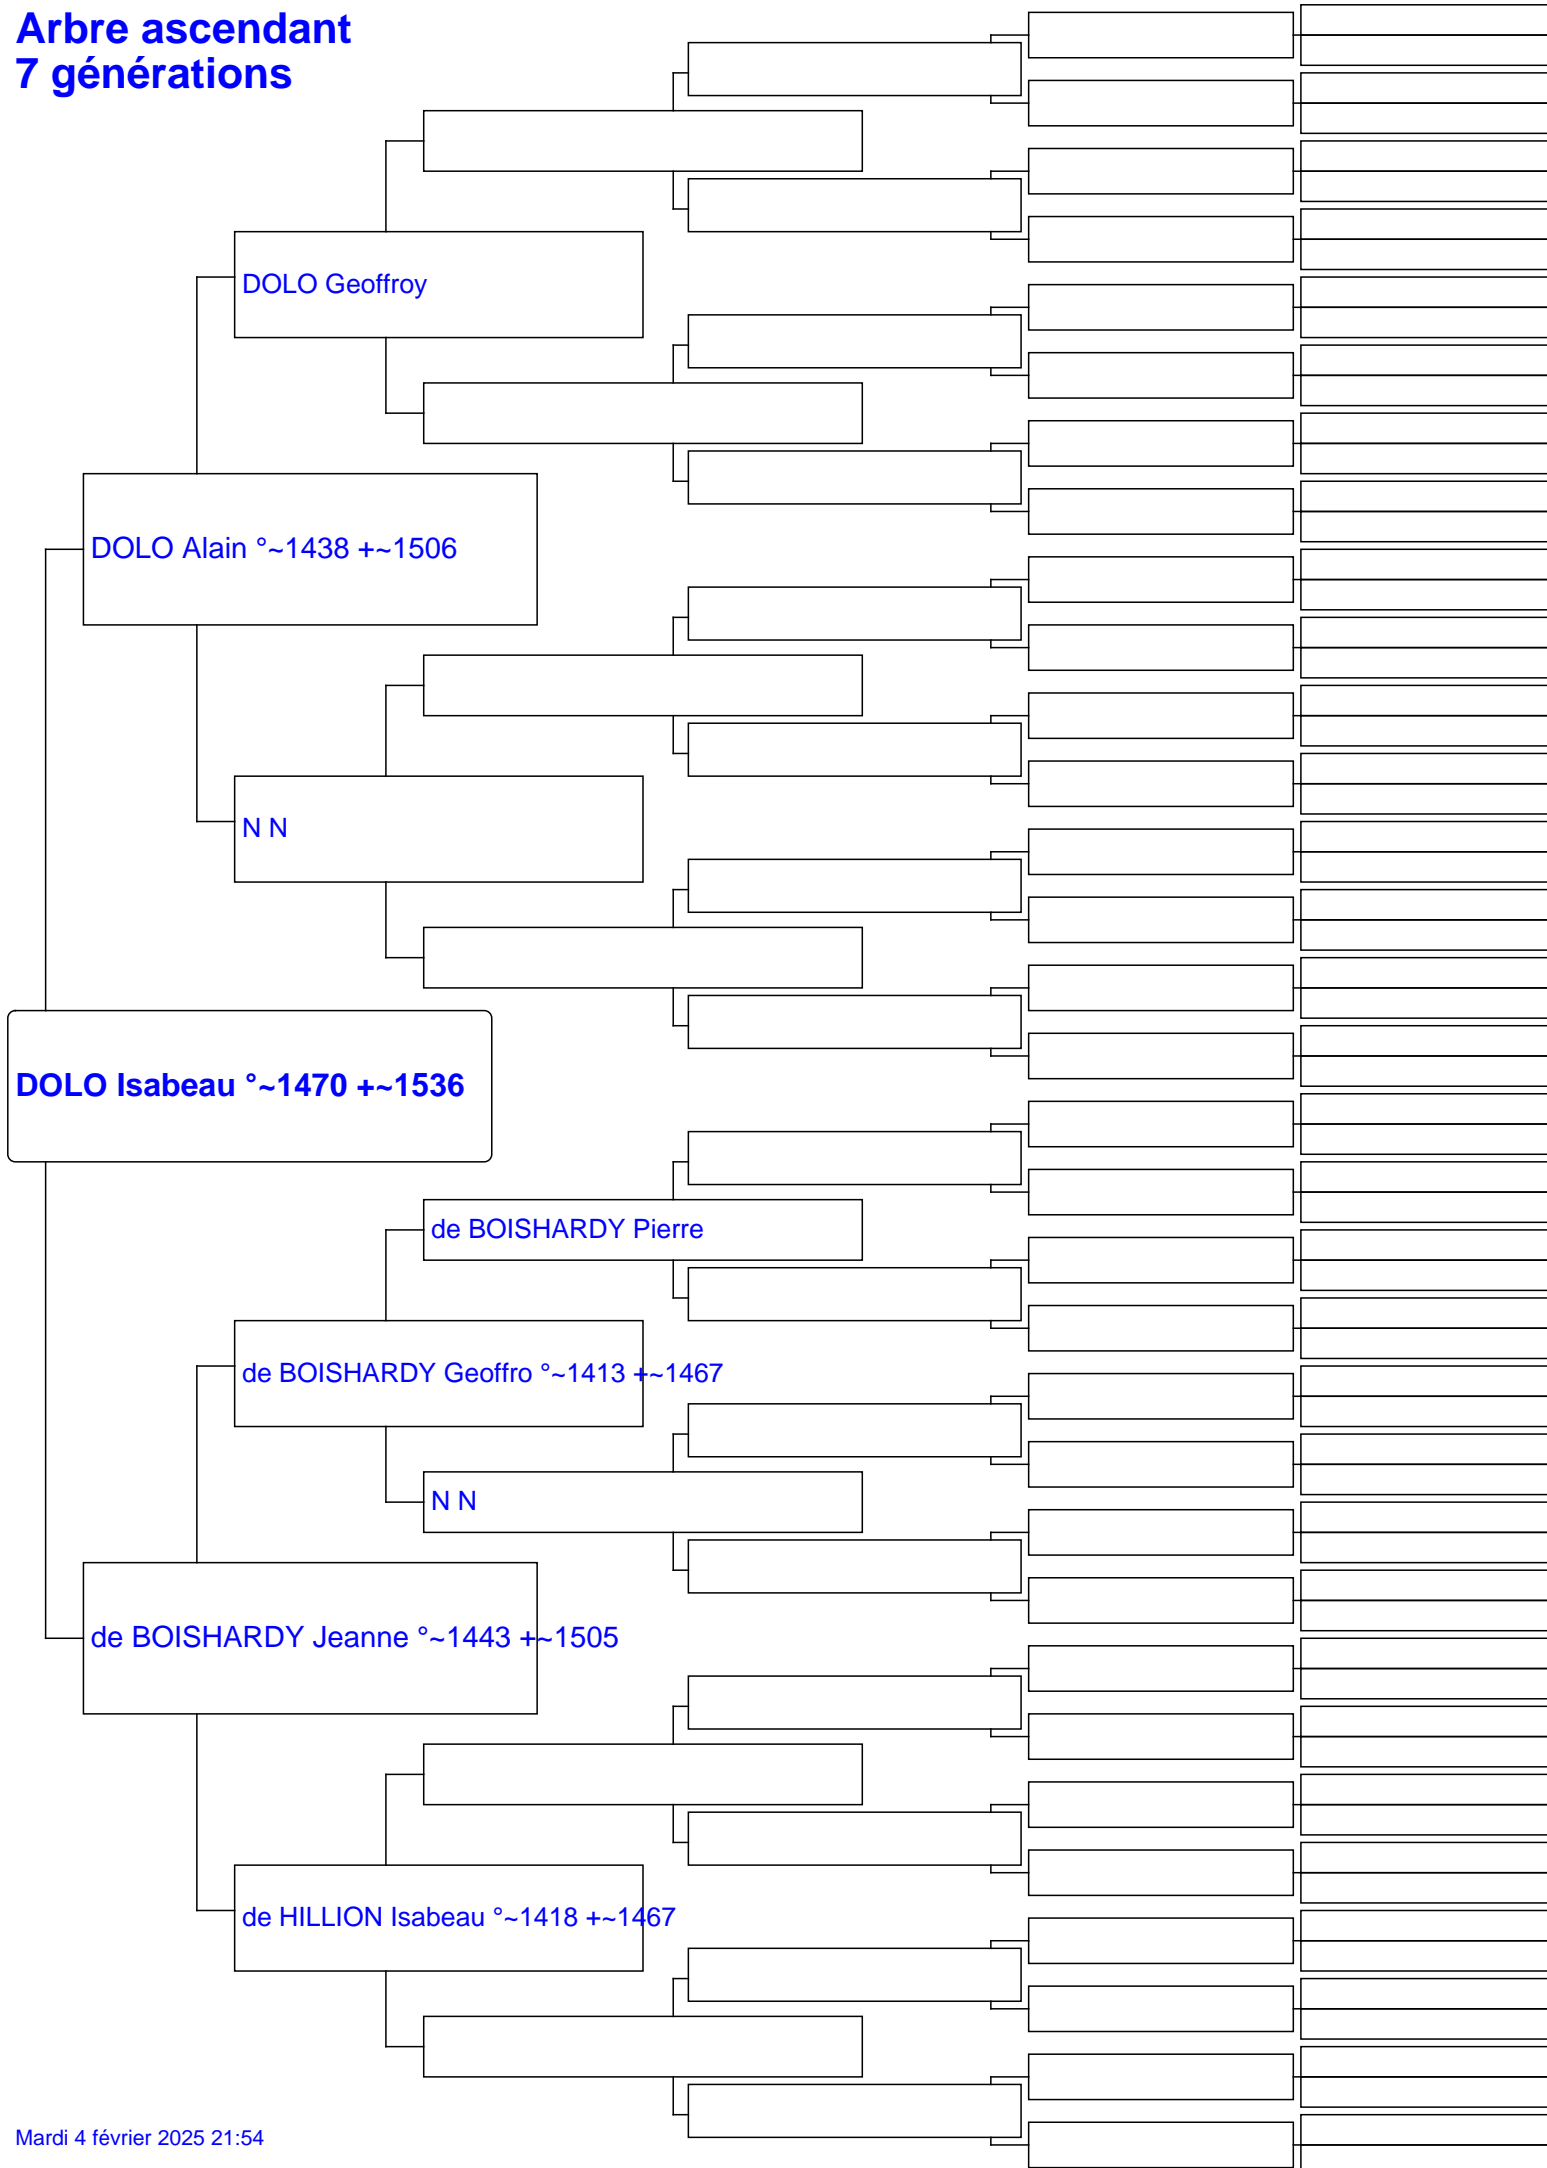 Arbre ascendant
7 générations
DOLO Geoffroy
DOLO Alain °~1438 +~1506
N N
DOLO Isabeau °~1470 +~1536
de BOISHARDY Pierre
de BOISHARDY Geoffro °~1413 +~1467
N N
de BOISHARDY Jeanne °~1443 +~1505
de HILLION Isabeau °~1418 +~1467
Mardi 4 février 2025 21:54